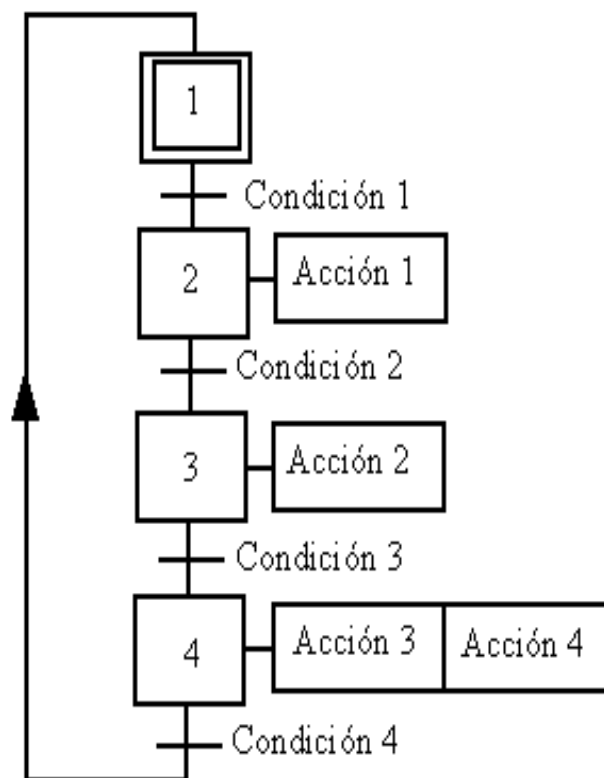 1
Condición 1
2
Acción 1
Condición 2
3
Acción 2
Condición 3
4
Acción 3
Acción 4
Condición 4